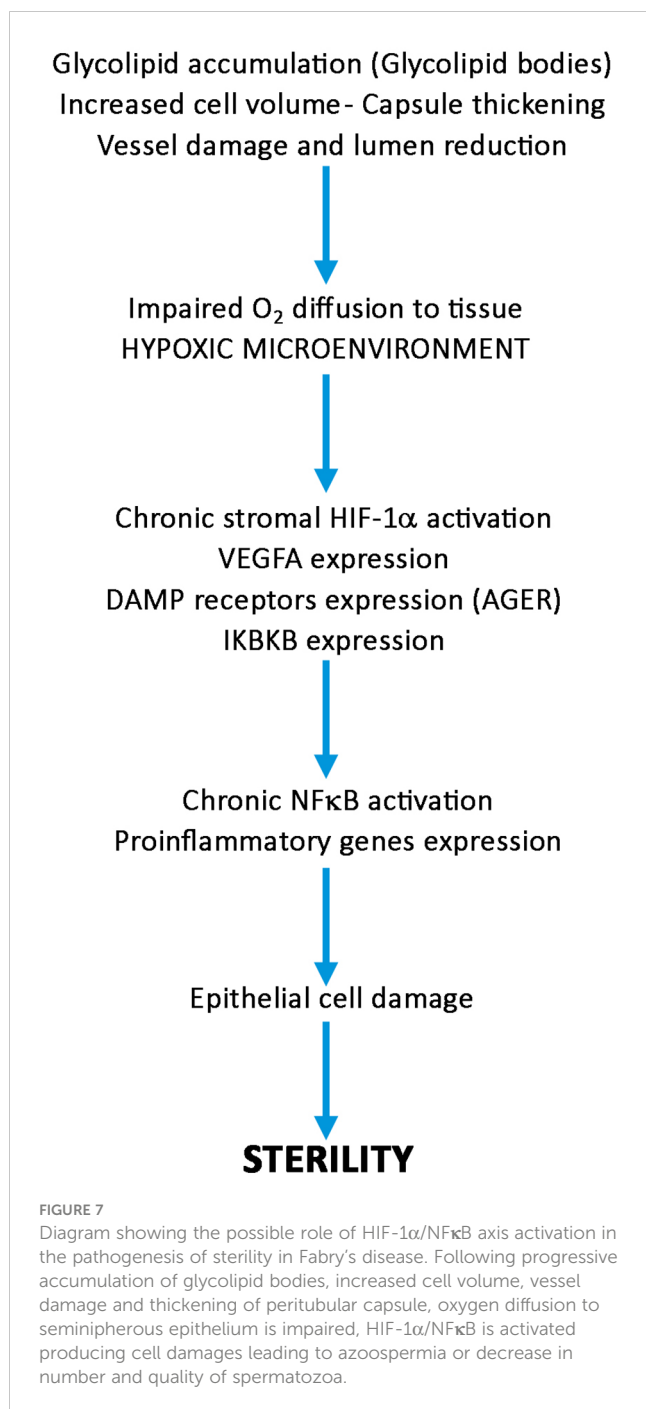 Glycolipid accumulation (Glycolipid bodies)
Increased cell volume - Capsule thickening
Vessel damage and lumen reduction
Impaired O₂ diffusion to tissue
HYPOXIC MICROENVIRONMENT
Chronic stromal HIF-1α activation
VEGFA expression
DAMP receptors expression (AGER)
IKBKB expression
Chronic NFκB activation
Proinflammatory genes expression
Epithelial cell damage
STERILITY
FIGURE 7
Diagram showing the possible role of HIF-1α/NFκB axis activation in
the pathogenesis of sterility in Fabry's disease. Following progressive
accumulation of glycolipid bodies, increased cell volume, vessel
damage and thickening of peritubular capsule, oxygen diffusion to
seminipherous epithelium is impaired, HIF-1α/NFκB is activated
producing cell damages leading to azoospermia or decrease in
number and quality of spermatozoa.